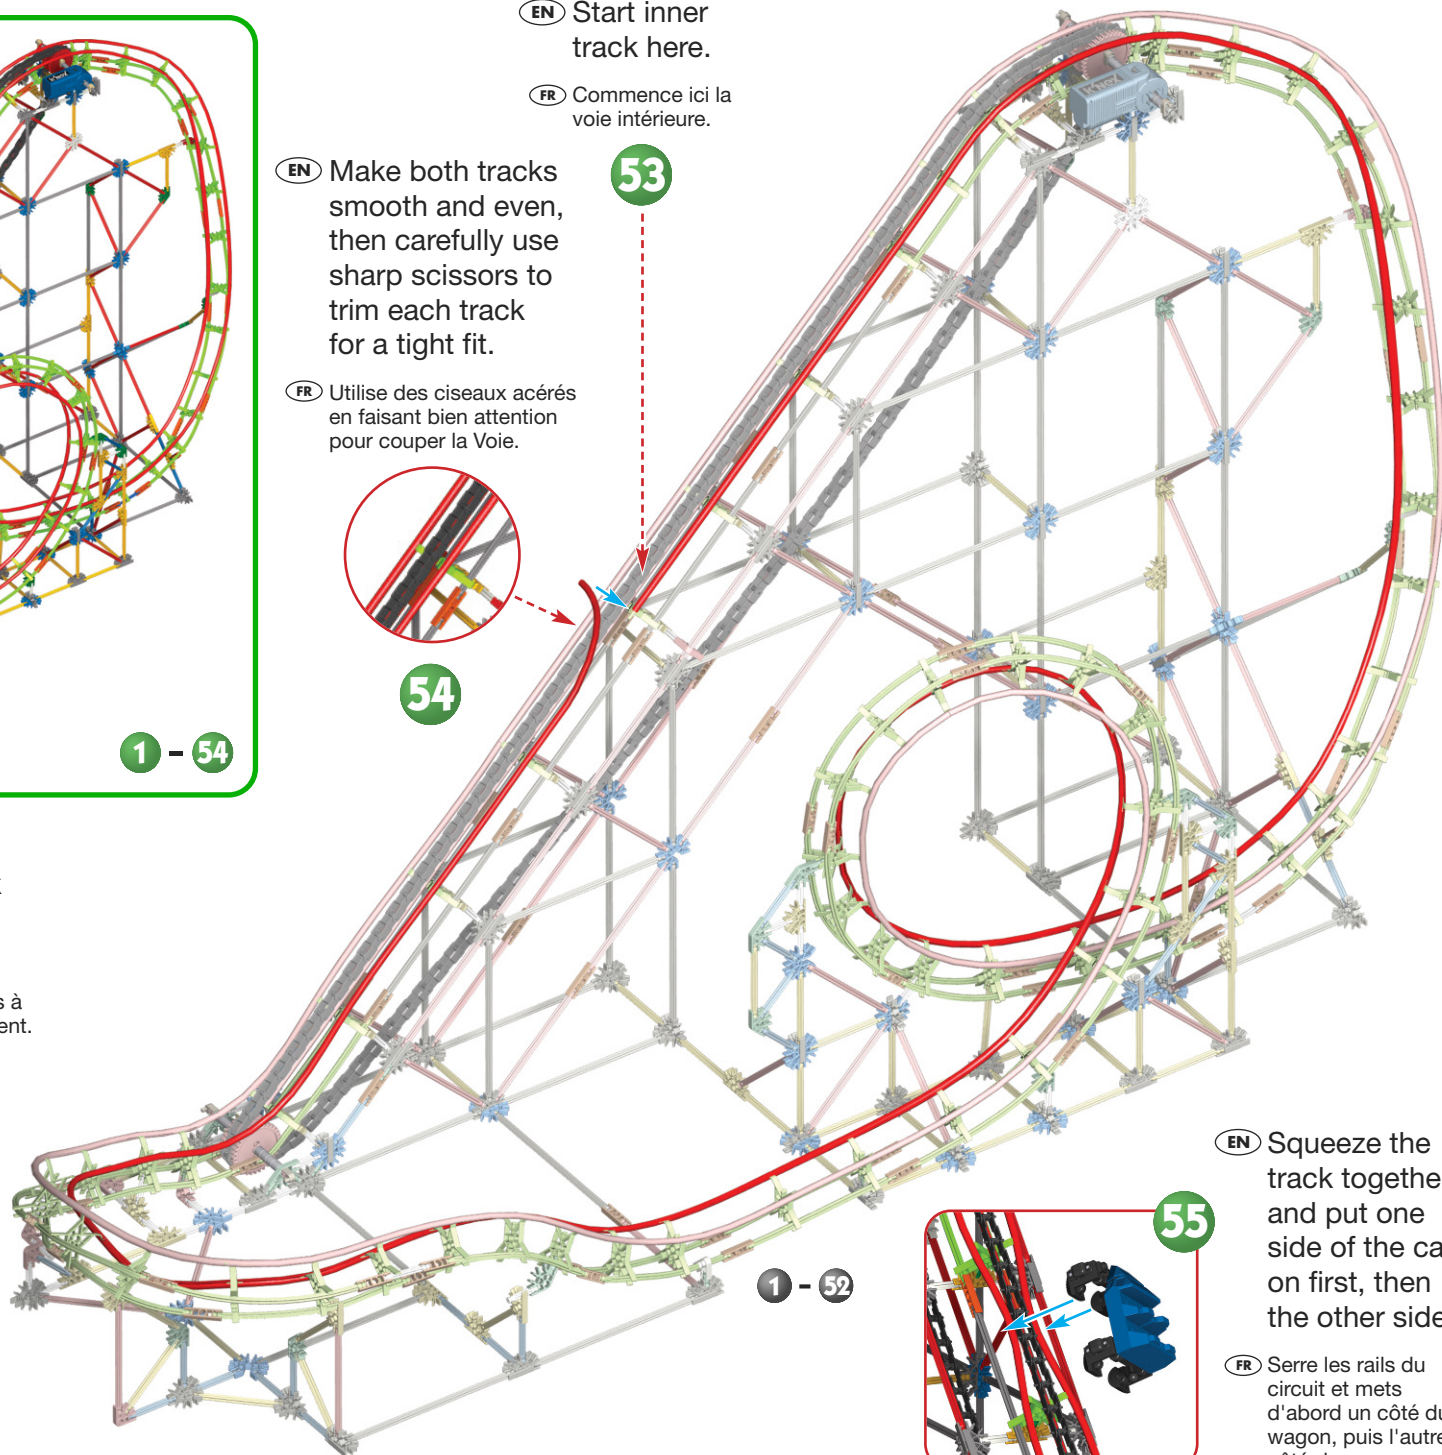 EN Start inner
track here.
FR Commence ici la
voie intérieure.
53
EN Make both tracks
smooth and even,
then carefully use
sharp scissors to
trim each track
for a tight fit.
FR Utilise des ciseaux acérés
en faisant bien attention
pour couper la Voie.
54
1 - 54
s à
ent.
1 - 52
55
EN Squeeze the
track togethe
and put one
side of the ca
on first, then
the other side
FR Serre les rails du
circuit et mets
d'abord un côté du
wagon, puis l'autre
K'NEX